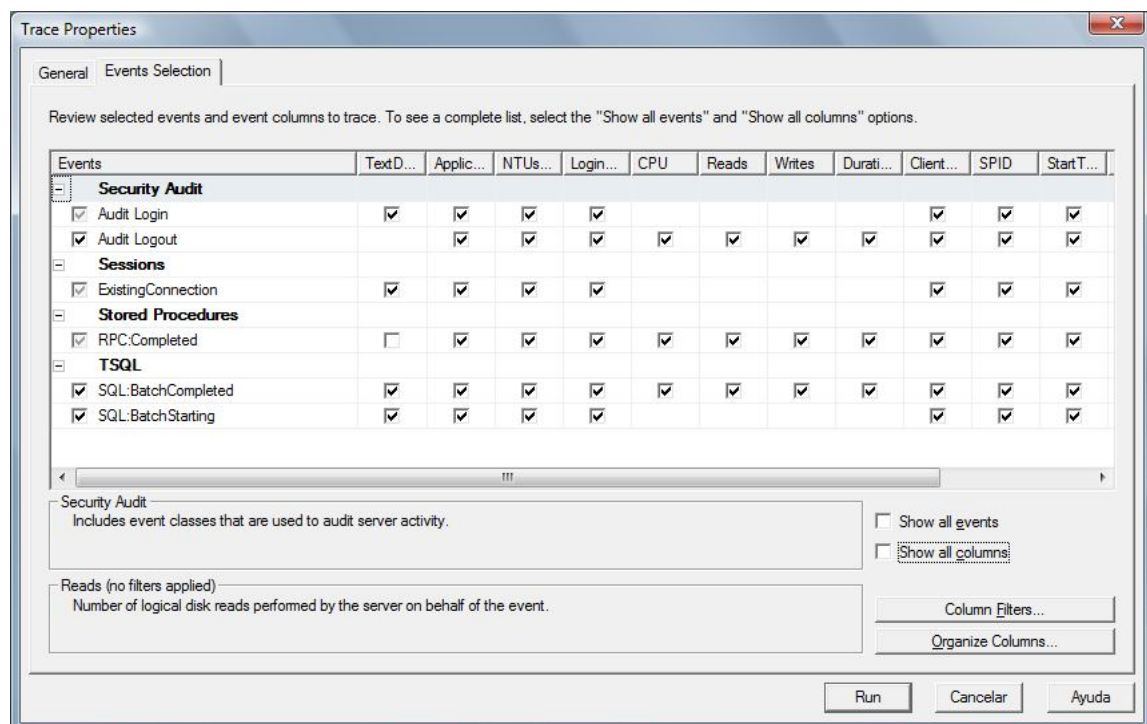 Trace Properties
General Events Selection
Review selected events and event columns to trace. To see a complete list, select the "Show all events" and "Show all columns" options.
Events TextD... Applic... NTUs... Login... CPU Reads Writes Durati... Client... SPID StartT...
Security Audit
Audit Login
Audit Logout
Sessions
ExistingConnection
Stored Procedures
RPC:Completed
TSQL
SQL:BatchCompleted
SQL:BatchStarting
Security Audit
Includes event classes that are used to audit server activity.
Show all events
Show all columns
Reads (no filters applied)
Number of logical disk reads performed by the server on behalf of the event.
Column Filters...
Organize Columns...
Run Cancelar Ayuda